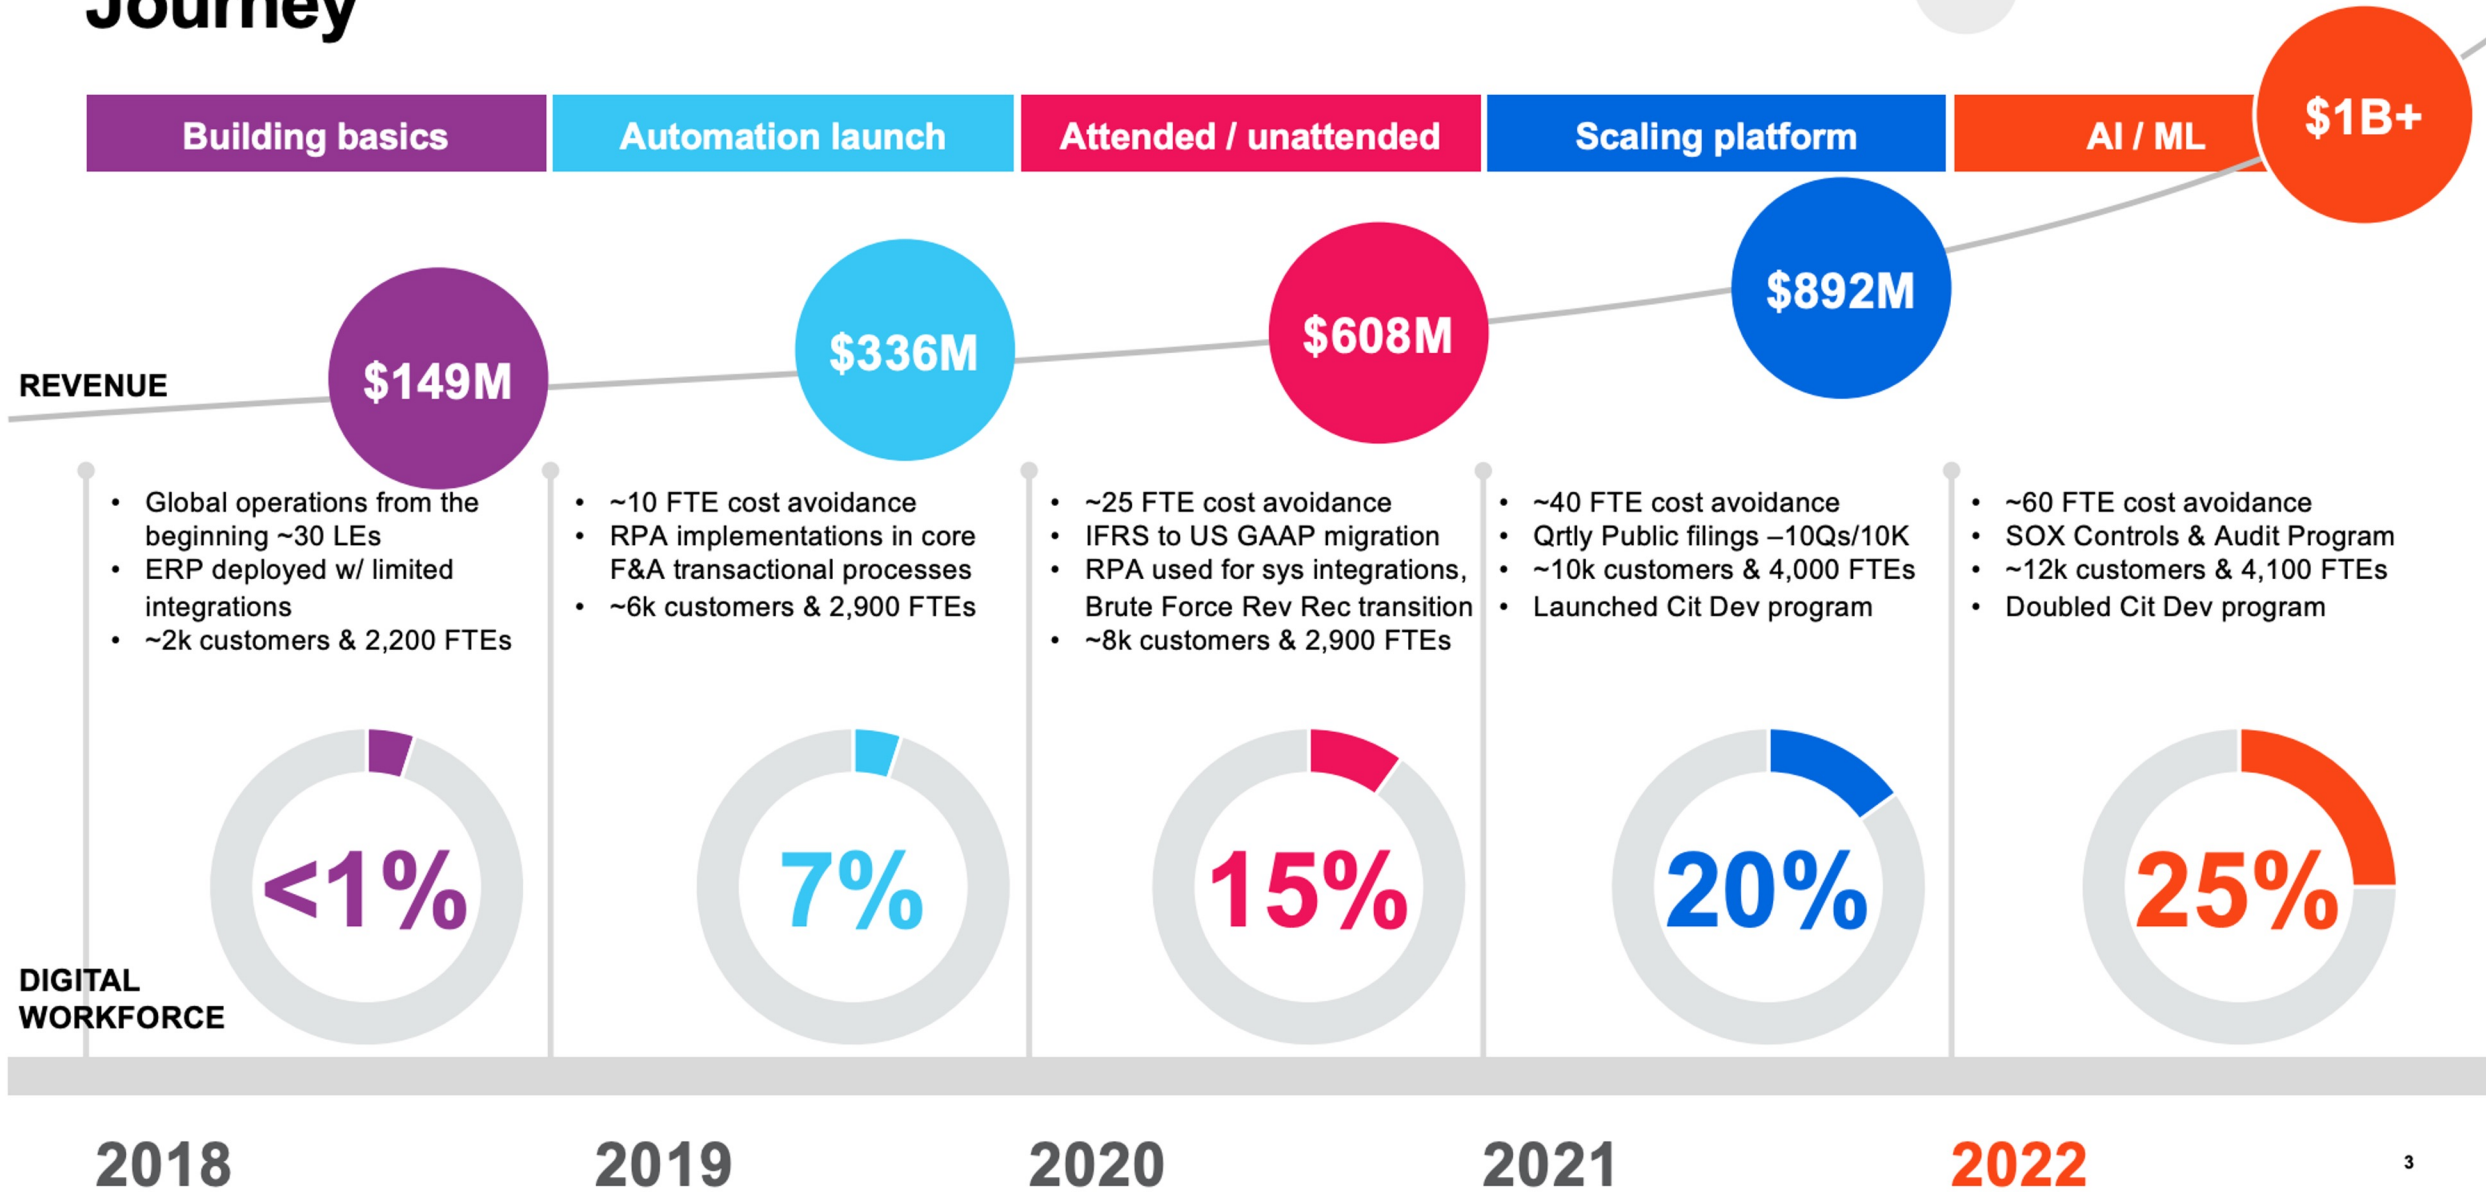 Journey
Building basics
Automation launch
Attended / unattended
Scaling platform
AI / ML
$1B+
REVENUE
$149M
$336M
$608M
$892M
• Global operations from the
beginning ~30 LEs
• ERP deployed w/ limited
integrations
• ~2k customers & 2,200 FTEs
• ~10 FTE cost avoidance
• RPA implementations in core
F&A transactional processes
• ~6k customers & 2,900 FTEs
• ~25 FTE cost avoidance
• IFRS to US GAAP migration
• RPA used for sys integrations,
Brute Force Rev Rec transition
• ~8k customers & 2,900 FTEs
• ~40 FTE cost avoidance
• Qrtly Public filings –10Qs/10K
• ~10k customers & 4,000 FTEs
• Launched Cit Dev program
• ~60 FTE cost avoidance
• SOX Controls & Audit Program
• ~12k customers & 4,100 FTEs
• Doubled Cit Dev program
DIGITAL
WORKFORCE
<1%
7%
15%
20%
25%
2018
2019
2020
2021
2022
3